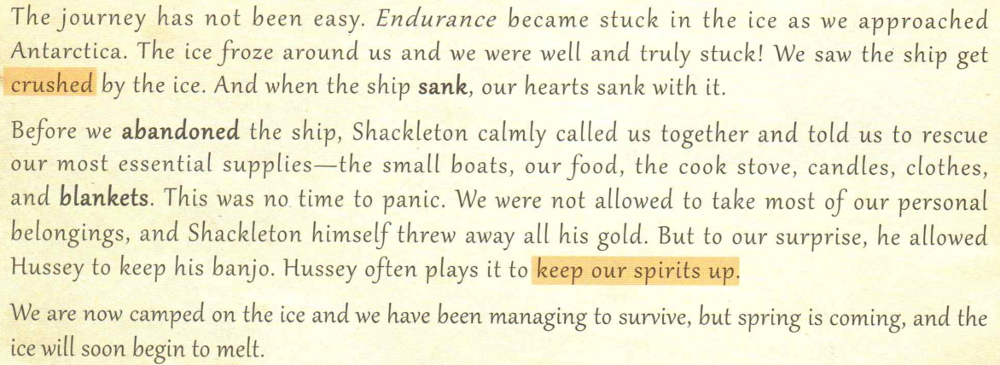 The journey has not been easy. Endurance became stuck in the ice as we approached
Antarctica. The ice froze around us and we were well and truly stuck! We saw the ship get
crushed by the ice. And when the ship sank, our hearts sank with it.
Before we abandoned the ship, Shackleton calmly called us together and told us to rescue
our most essential supplies—the small boats, our food, the cook stove, candles, clothes,
and blankets. This was no time to panic. We were not allowed to take most of our personal
belongings, and Shackleton himself threw away all his gold. But to our surprise, he allowed
Hussey to keep his banjo. Hussey often plays it to keep our spirits up.
We are now camped on the ice and we have been managing to survive, but spring is coming, and the
ice will soon begin to melt.